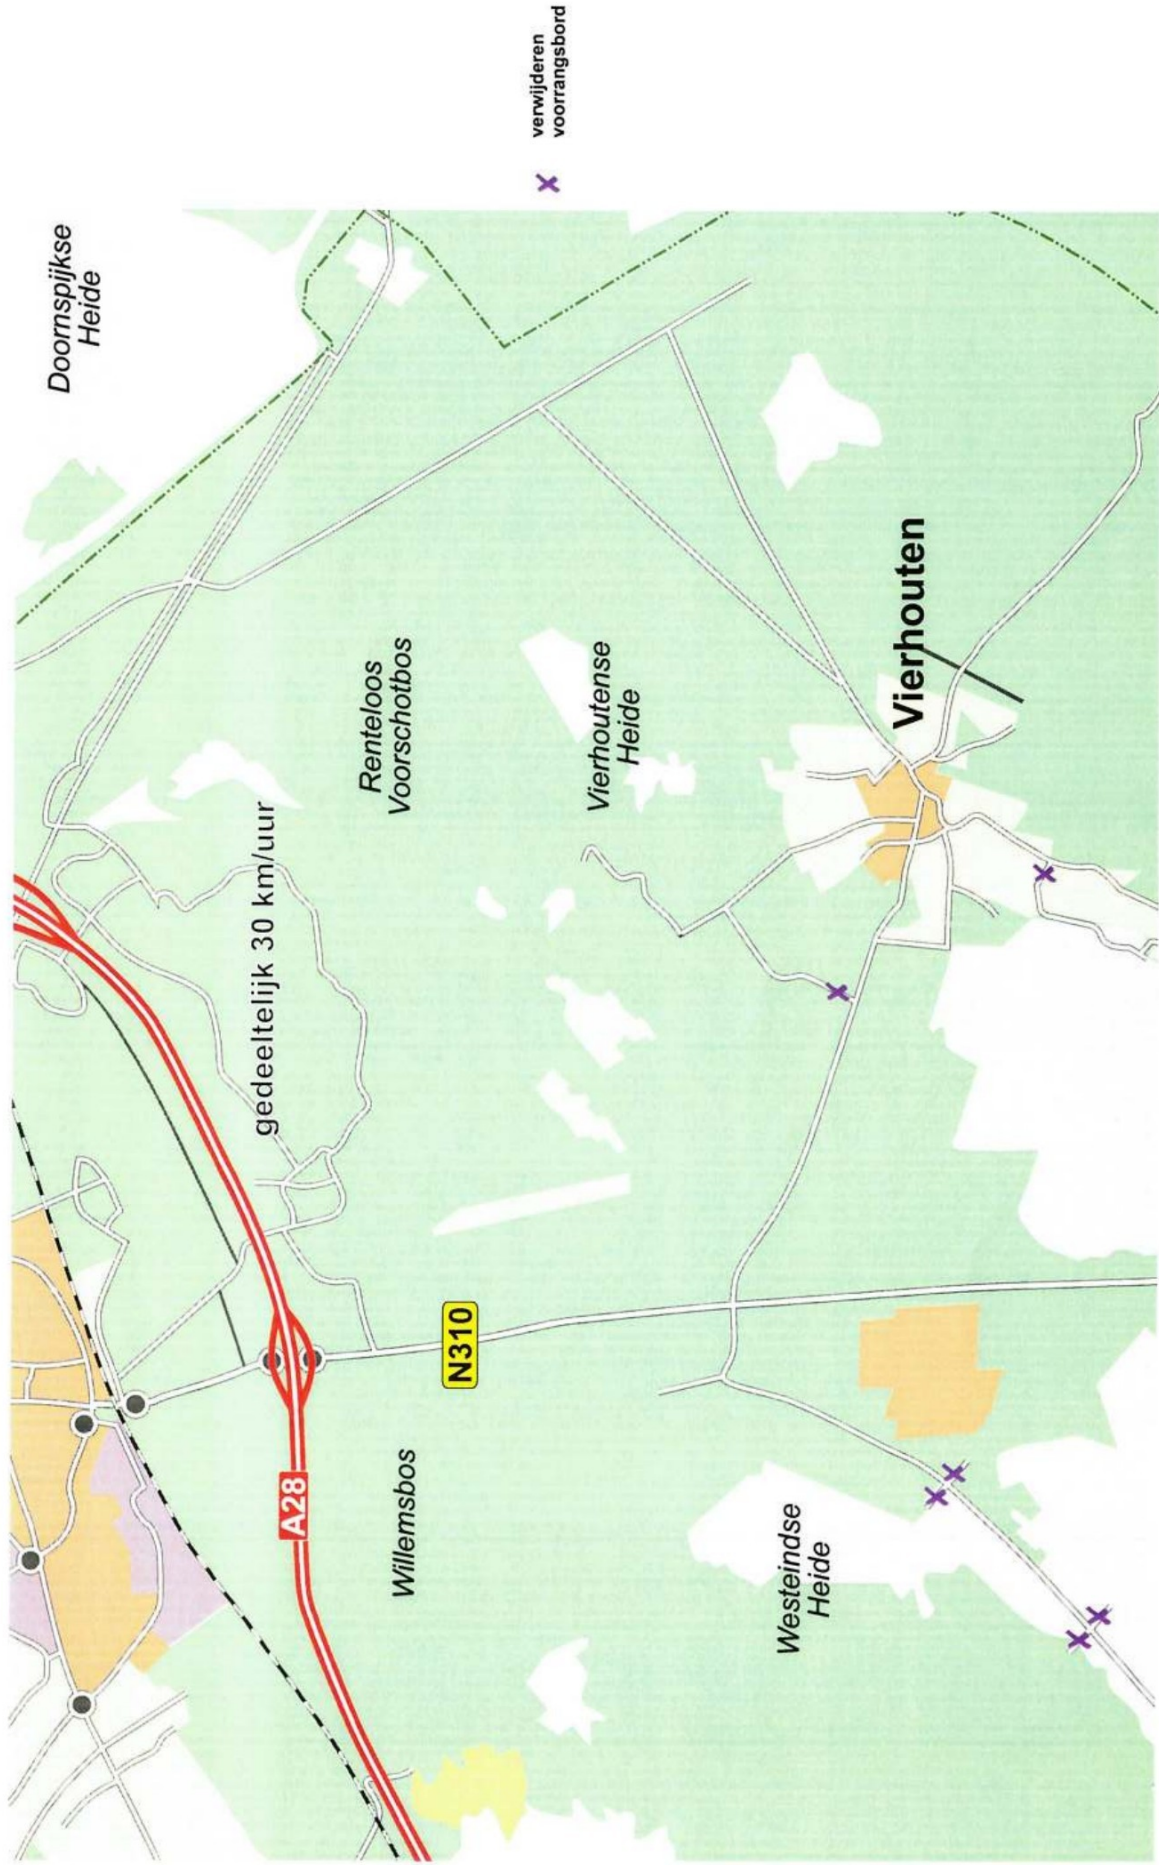 Doornspijkse
Heide
verwijderen
voorrangsbord
Renteloos
Voorschotbos
gedeeltelijk 30 km/uur
Vierhoutense
Heide
Vierhouten
N310
A28
Willemsbos
Westeindse
Heide